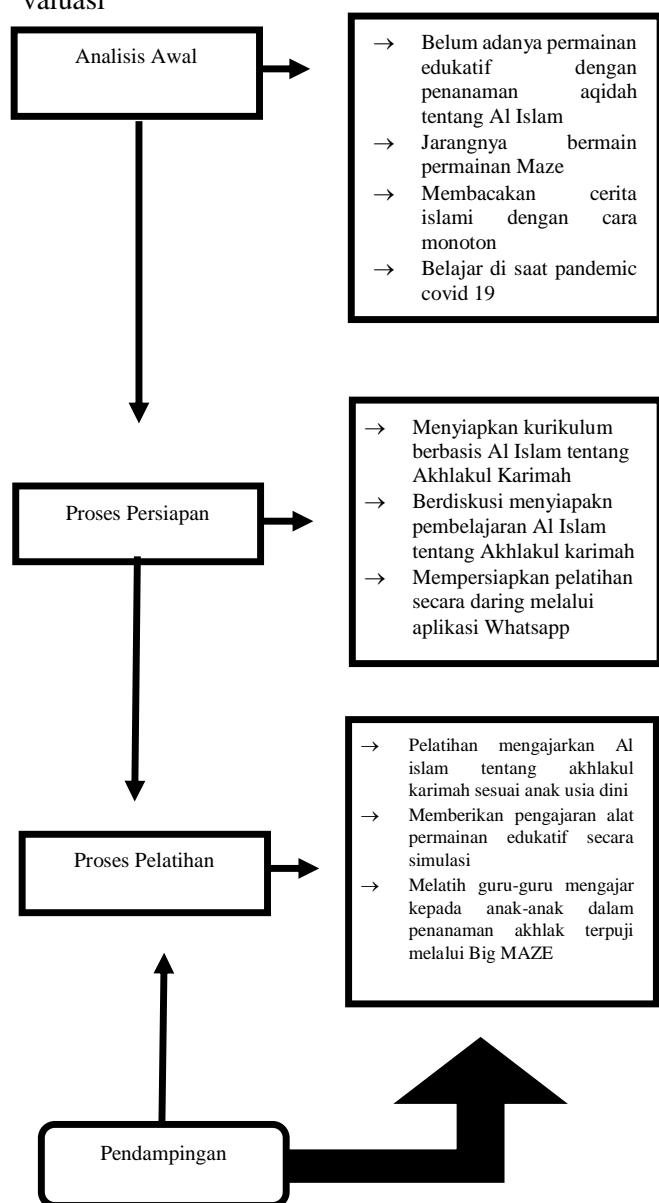 valuasi
Analisis Awal
→ Belum adanya permainan
edukatif dengan
penanaman aqidah
tentang Al Islam
→ Jarangnya bermain
permainan Maze
→ Membacakan cerita
islami dengan cara
monoton
→ Belajar di saat pandemic
covid 19
Proses Persiapan
→ Menyiapkan kurikulum
berbasis Al Islam tentang
Akhlakul Karimah
→ Berdiskusi menyiapakn
pembelajaran Al Islam
tentang Akhlakul karimah
→ Mempersiapkan pelatihan
secara daring melalui
aplikasi Whatsapp
Proses Pelatihan
→ Pelatihan mengajarkan Al
islam tentang akhlakul
karimah sesuai anak usia dini
→ Memberikan pengajaran alat
permainan edukatif secara
simulasi
→ Melatih guru-guru mengajar
kepada anak-anak dalam
penanaman akhlak terpuji
melalui Big MAZE
Pendampingan